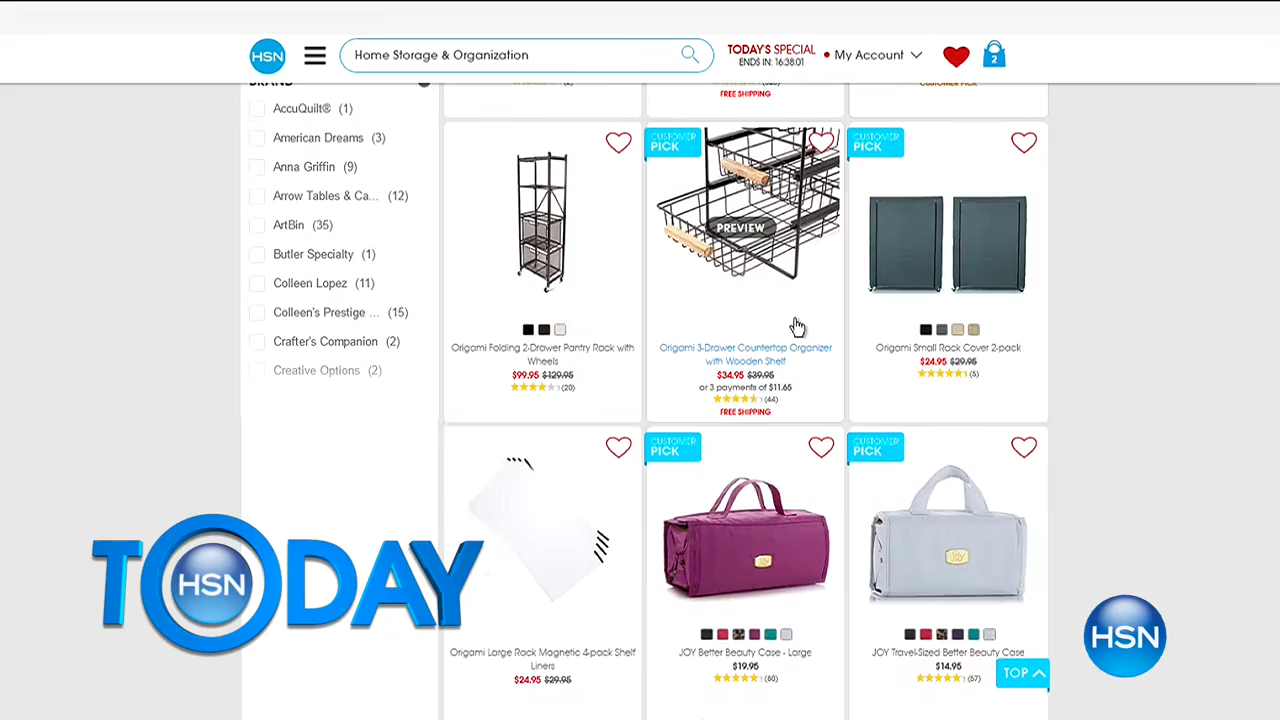 HSN
Home Storage & Organization
TODAY'S SPECIAL
ENDS IN: 16:38:01
My Account
2
BRAND
AccuQuilt® (1)
American Dreams (3)
Anna Griffin (9)
Arrow Tables & Ca... (12)
ArtBin (35)
Butler Specialty (1)
Colleen Lopez (11)
Colleen's Prestige ... (15)
Crafter's Companion (2)
Creative Options (2)
FREE SHIPPING
CUSTOMER PICK
Origami Folding 2-Drawer Pantry Rack with
Wheels
$99.95 $129.95
(20)
CUSTOMER
PICK
PREVIEW
Origami 3-Drawer Countertop Organizer
with Wooden Shelf
$34.95 $39.95
or 3 payments of $11.65
(44)
FREE SHIPPING
CUSTOMER
PICK
Origami Small Rack Cover 2-pack
$24.95 $29.95
(5)
Origami Large Rack Magnetic 4-pack Shelf
Liners
$24.95 $29.95
CUSTOMER
PICK
JOY Better Beauty Case - Large
$19.95
(80)
CUSTOMER
PICK
JOY Travel-Sized Better Beauty Case
$14.95
(57)
TOP
TODAY
HSN
HSN